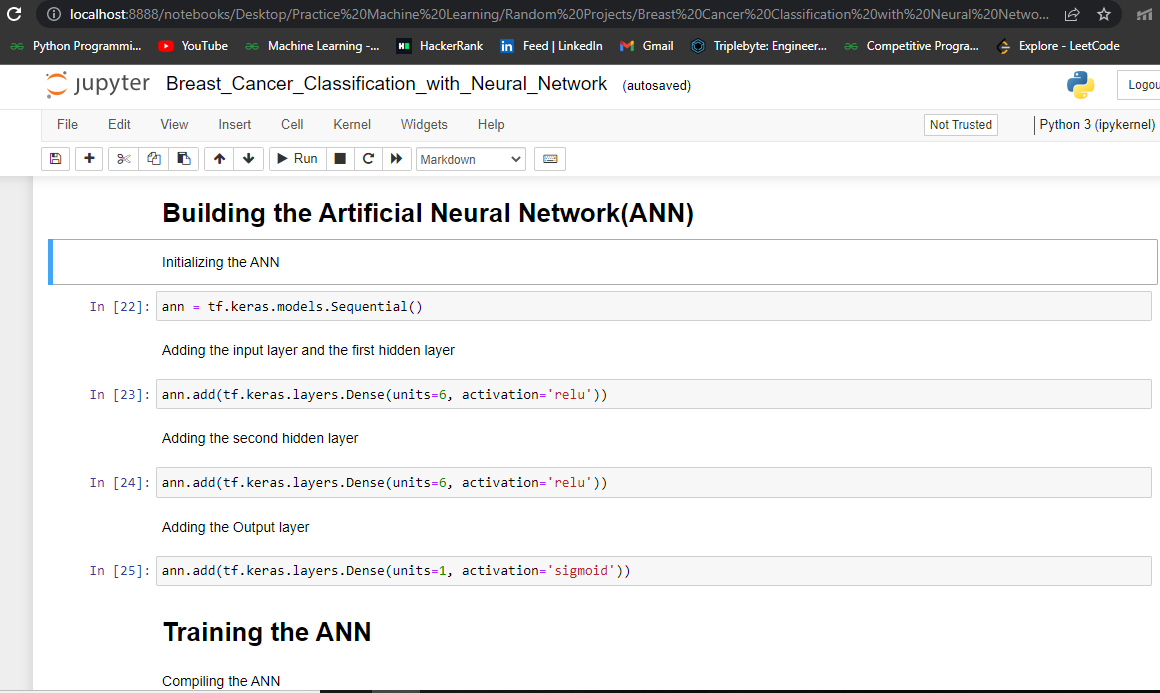 localhost:8888/notebooks/Desktop/Practice%20Machine%20Learning/Random%20Projects/Breast%20Cancer%20Classification%20with%20Neural%20Netwo...
Python Programmi... YouTube Machine Learning -... HackerRank Feed | LinkedIn Gmail Triplebyte: Engineer... Competitive Progra... Explore - LeetCode
jupyter Breast_Cancer_Classification_with_Neural_Network (autosaved) Logou
File Edit View Insert Cell Kernel Widgets Help Not Trusted Python 3 (ipykernel)
Run Markdown
Building the Artificial Neural Network(ANN)
Initializing the ANN
In [22]: ann = tf.keras.models.Sequential()
Adding the input layer and the first hidden layer
In [23]: ann.add(tf.keras.layers.Dense(units=6, activation='relu'))
Adding the second hidden layer
In [24]: ann.add(tf.keras.layers.Dense(units=6, activation='relu'))
Adding the Output layer
In [25]: ann.add(tf.keras.layers.Dense(units=1, activation='sigmoid'))
Training the ANN
Compiling the ANN